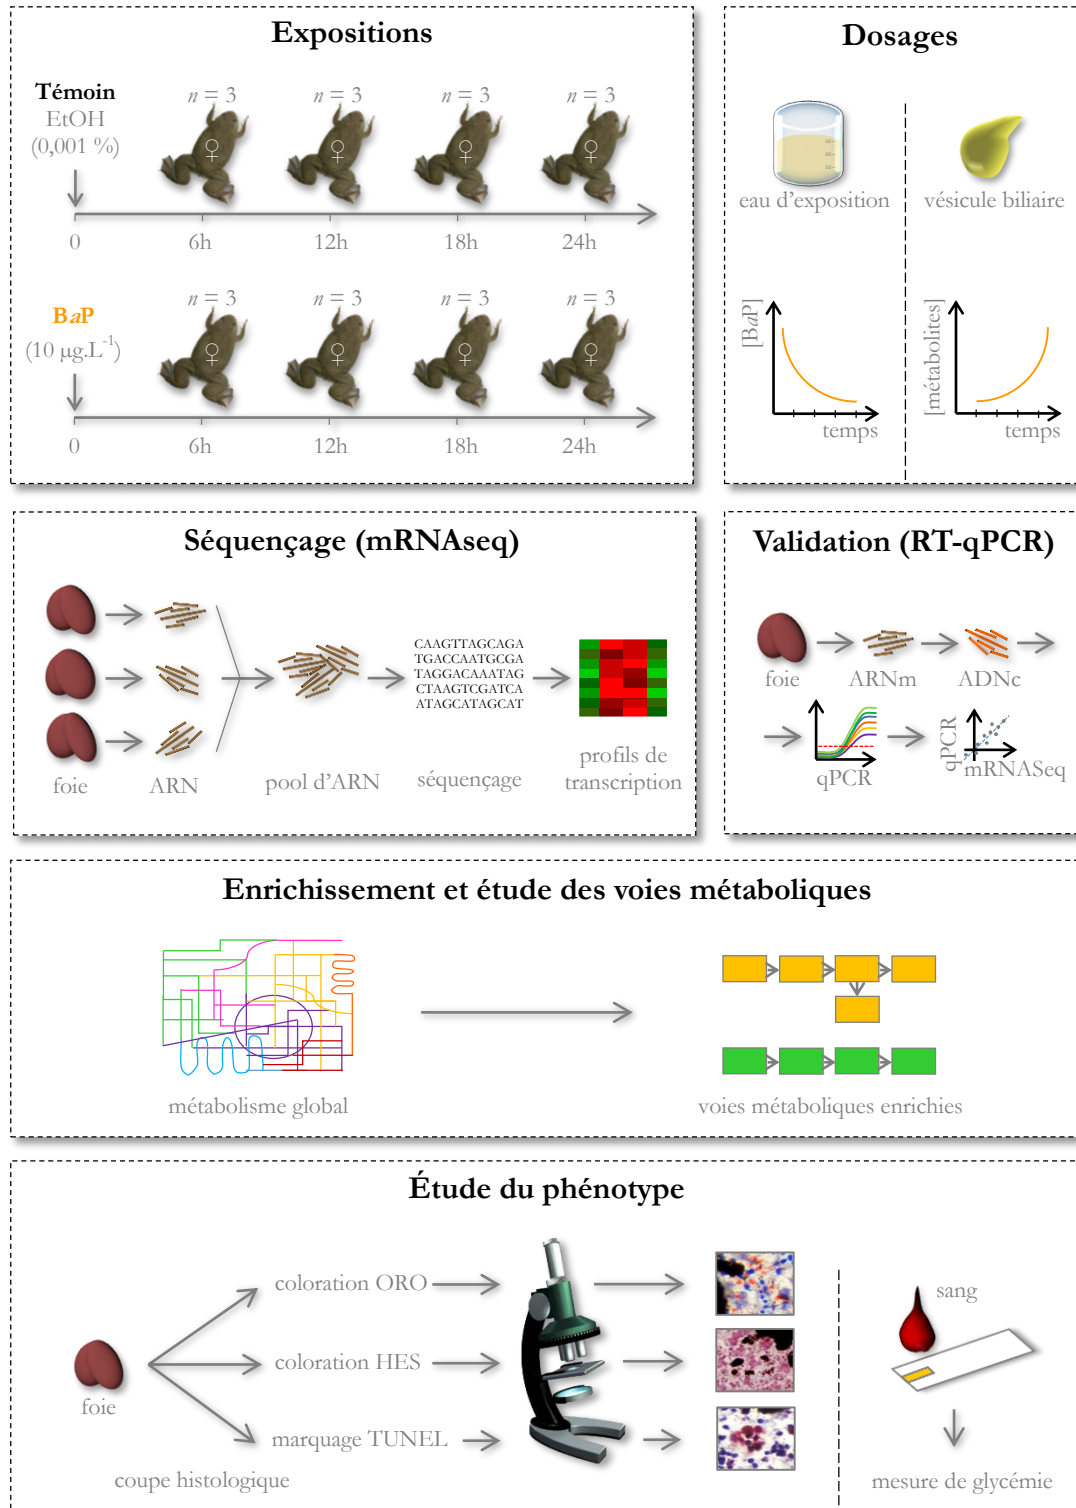 Expositions
Témoin
EtOH
(0,001 %)
n = 3
n = 3
n = 3
n = 3
♀
♀
♀
♀
0
6h
12h
18h
24h
BaP
(10 µg.L⁻¹)
n = 3
n = 3
n = 3
n = 3
♀
♀
♀
♀
0
6h
12h
18h
24h
Dosages
eau d’exposition
vésicule biliaire
[BaP]
temps
[métabolites]
temps
Séquençage (mRNAseq)
foie
ARN
pool d’ARN
CAAGTTAGCAGA
TGACCAATGCGA
TAGGACAAATAG
CTAAGTCGATCA
ATAGCATAGCAT
séquençage
profils de
transcription
Validation (RT-qPCR)
foie
ARNm
ADNc
qPCR
qPCR
mRNASeq
Enrichissement et étude des voies métaboliques
métabolisme global
voies métaboliques enrichies
Étude du phénotype
foie
coloration ORO
coloration HES
marquage TUNEL
coupe histologique
sang
mesure de glycémie